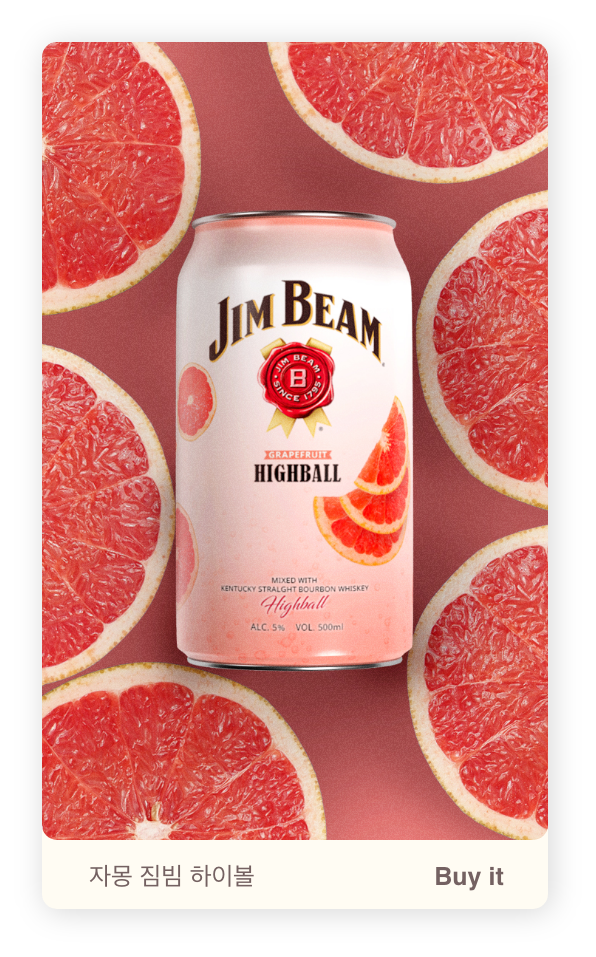 JIM BEAM
JIM BEAM
B
SINCE 1795
®
GRAPEFRUIT
HIGHBALL
MIXED WITH
KENTUCKY STRALGHT BOURBON WHISKEY
Highball
ALC. 5% VOL. 500ml
자몽 짐빔 하이볼 Buy it